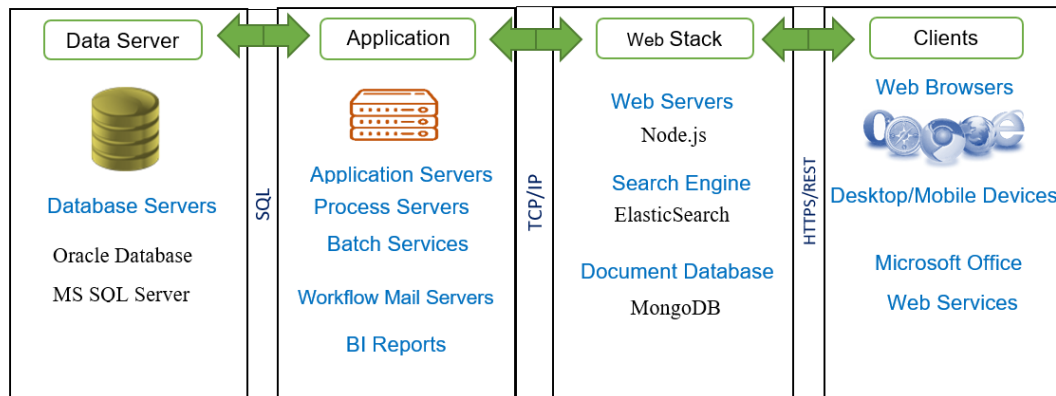 Data Server
Database Servers
Oracle Database
MS SQL Server
SQL
Application
Application Servers
Process Servers
Batch Services
Workflow Mail Servers
BI Reports
TCP/IP
Web Stack
Web Servers
Node.js
Search Engine
ElasticSearch
Document Database
MongoDB
HTTPS/REST
Clients
Web Browsers
Desktop/Mobile Devices
Microsoft Office
Web Services